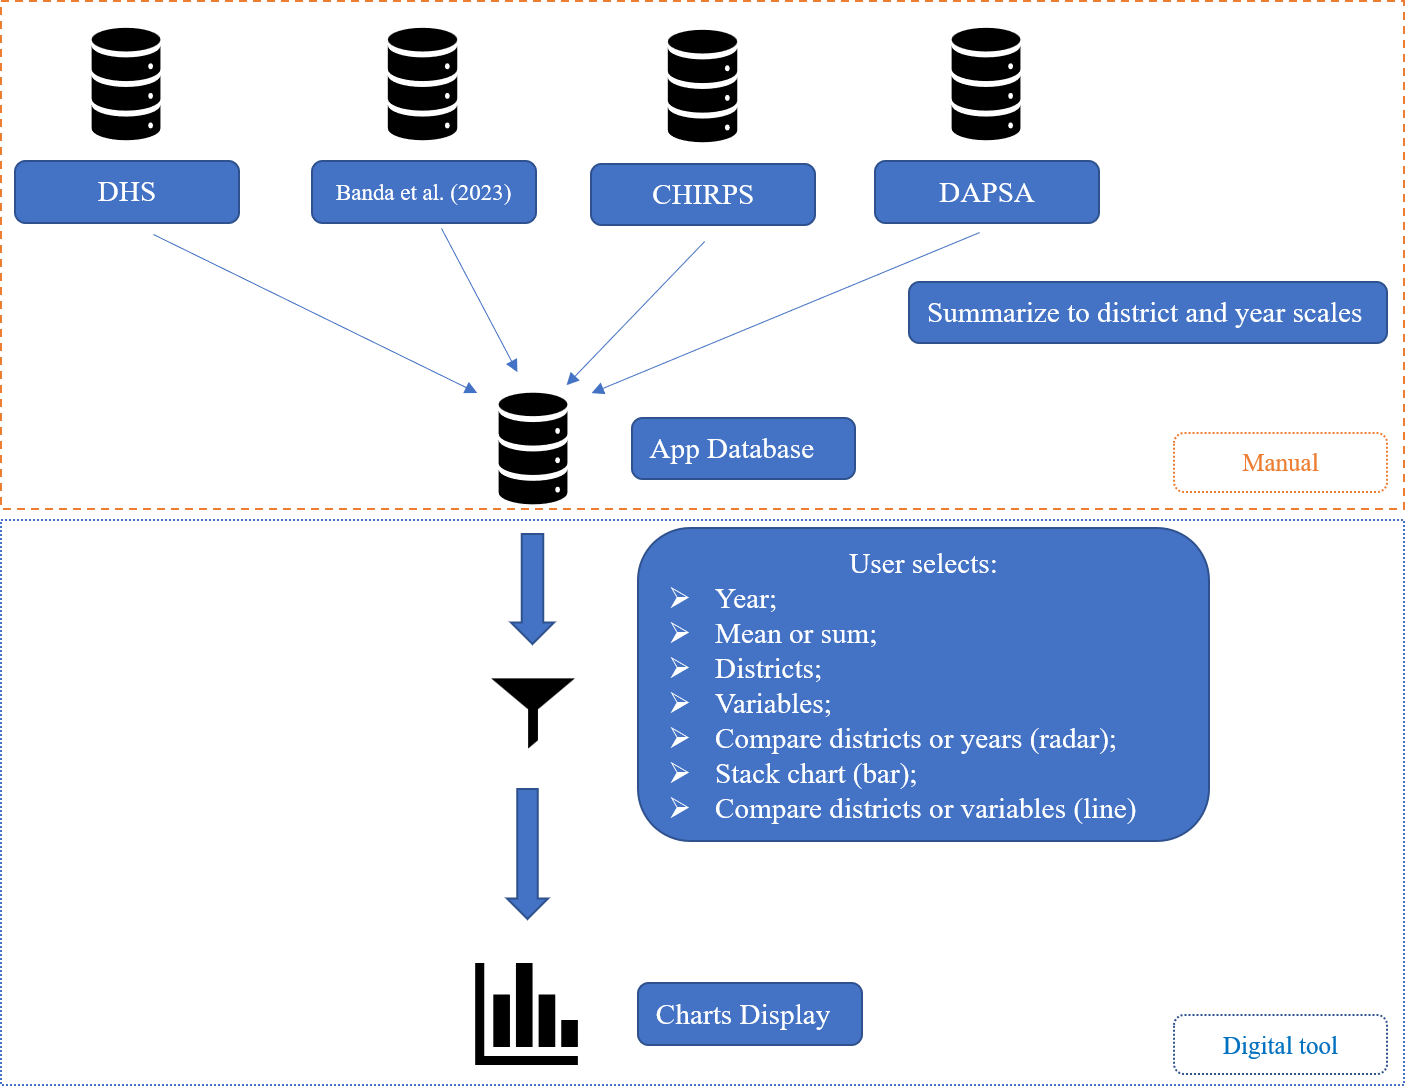 DHS
Banda et al. (2023)
CHIRPS
DAPSA
Summarize to district and year scales
App Database
Manual
User selects:
➢ Year;
➢ Mean or sum;
➢ Districts;
➢ Variables;
➢ Compare districts or years (radar);
➢ Stack chart (bar);
➢ Compare districts or variables (line)
Charts Display
Digital tool